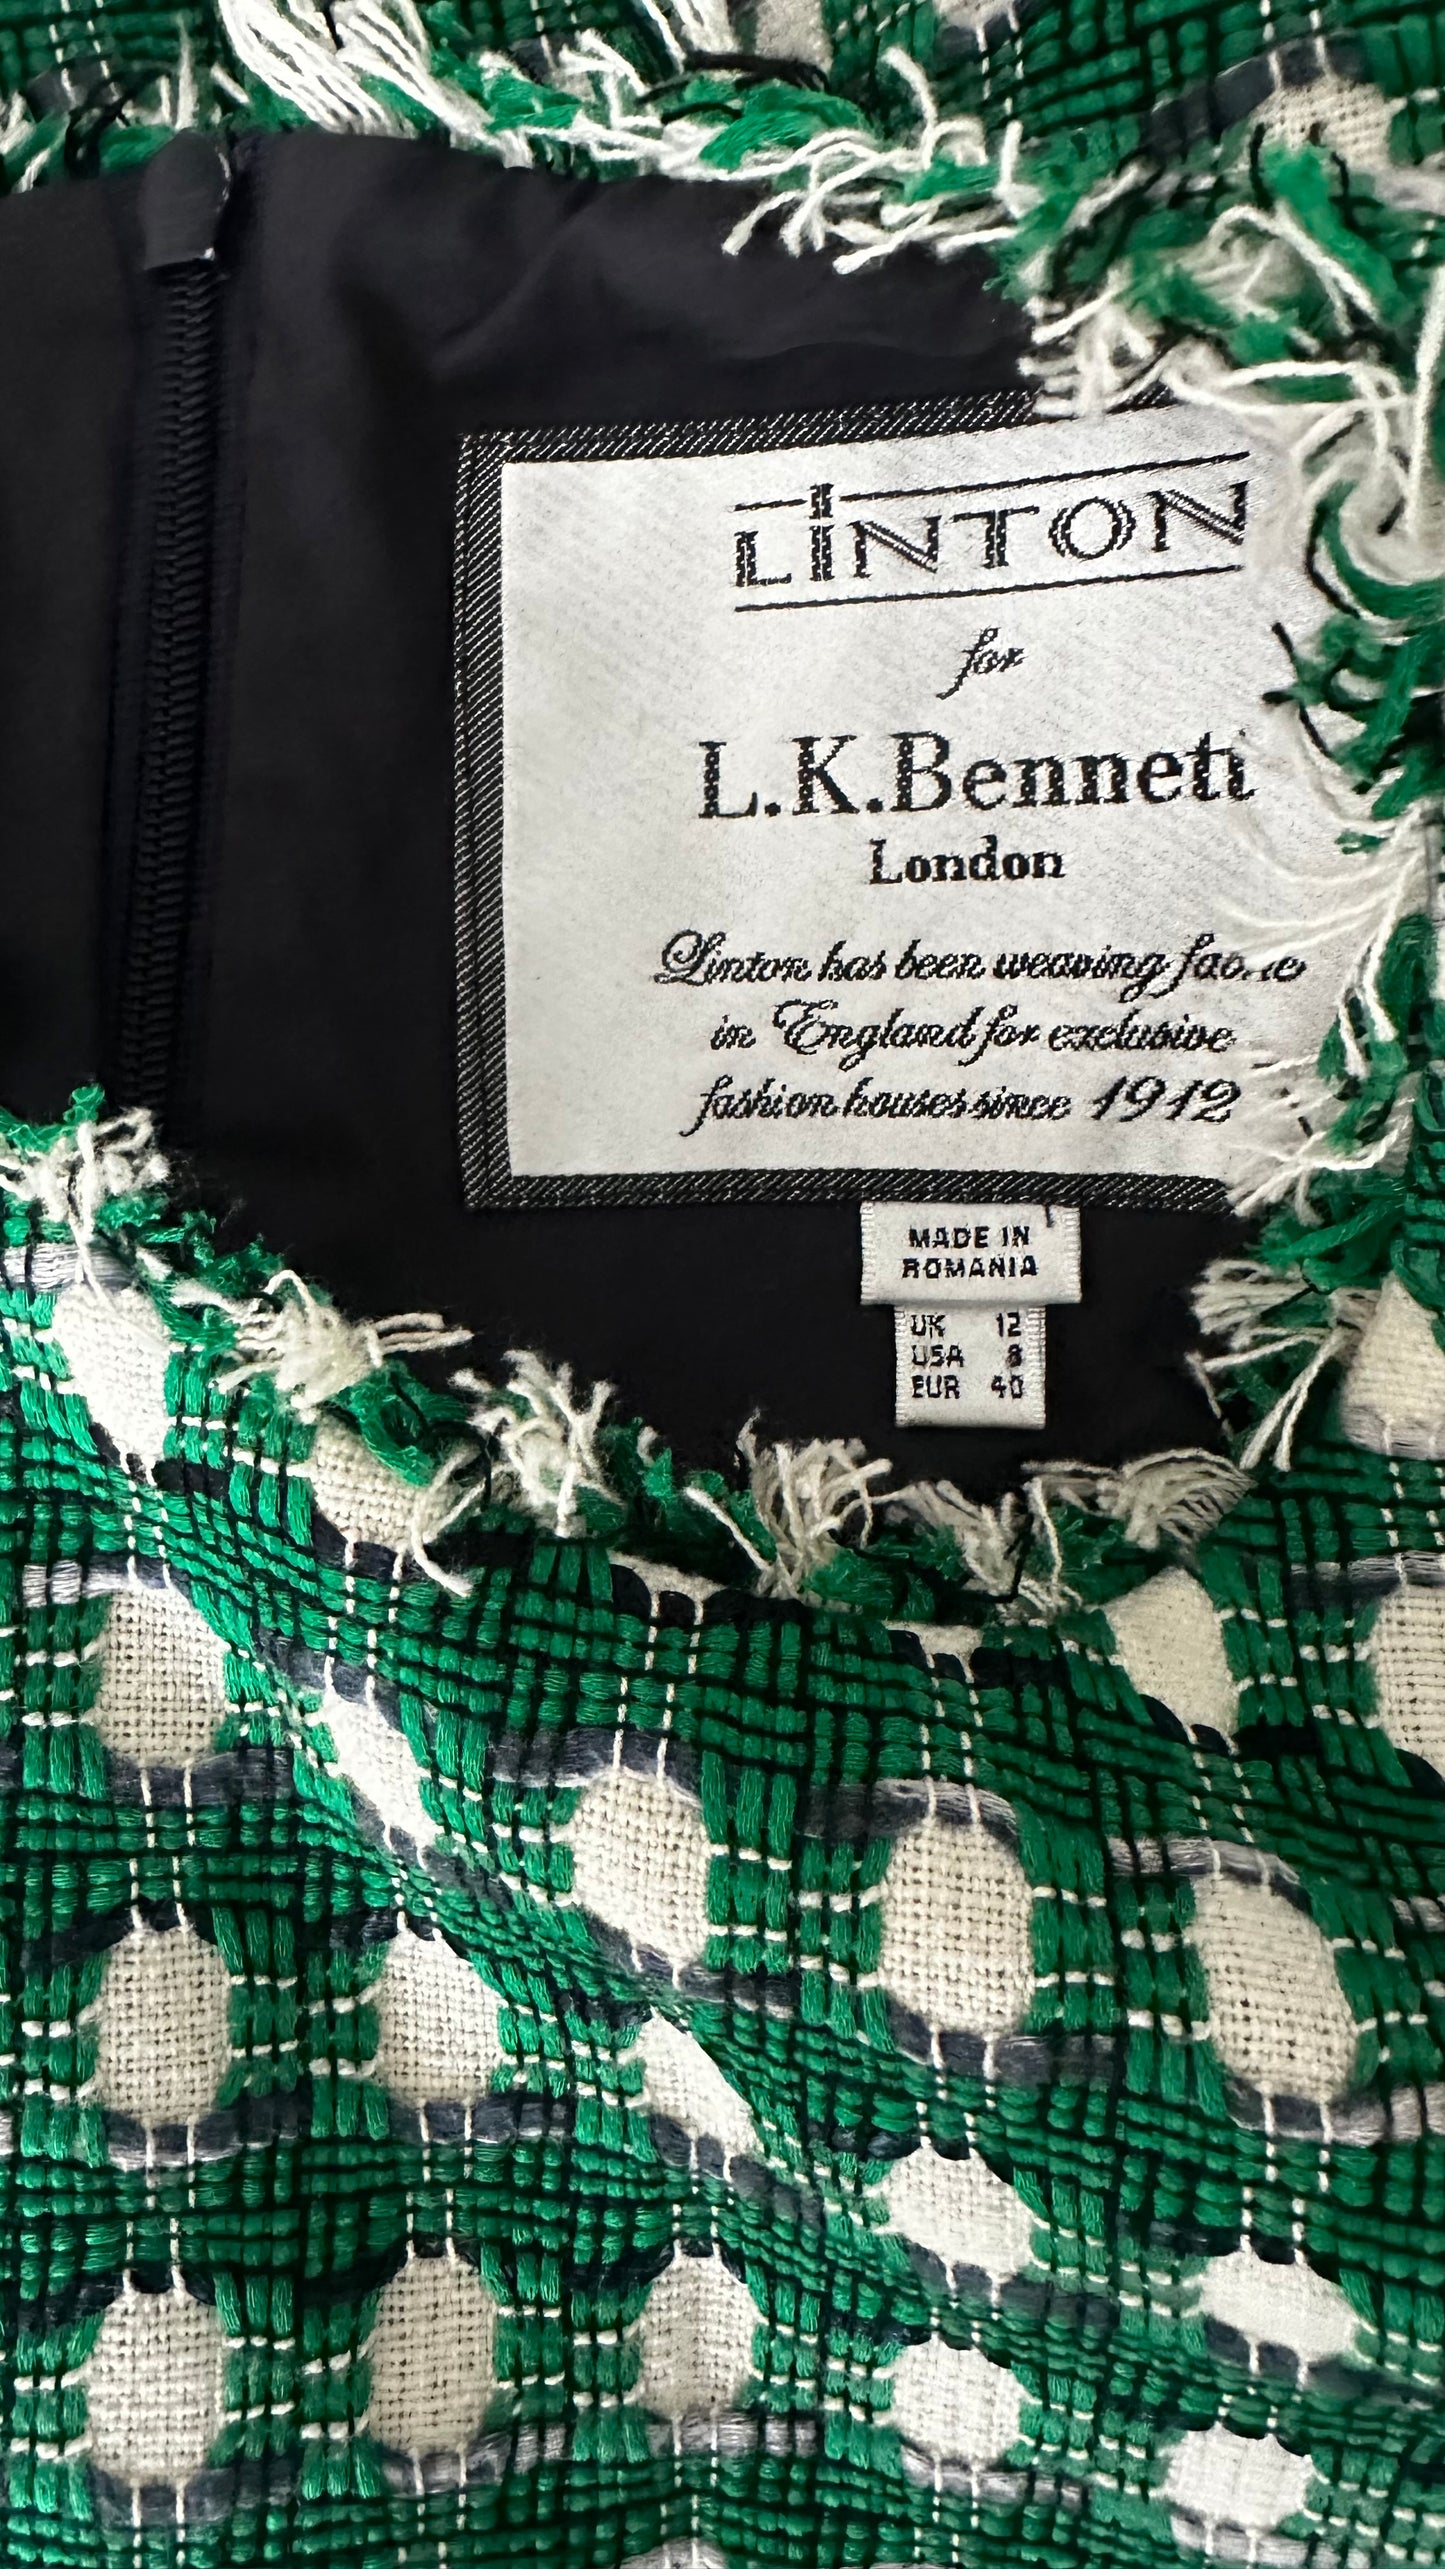 LINTON
for
L.K.Bennett
London
Linton has been weaving
in England for exclusive
fashion houses since 1912
MADE IN
ROMANIA
UK 12
USA 8
EUR 40